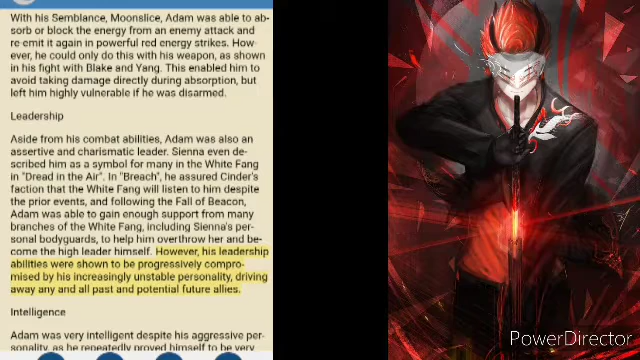 With his Semblance, Moonslice, Adam was able to ab-
sorb or block the energy from an enemy attack and
re-emit it again in powerful red energy strikes. How-
ever, he could only do this with his weapon, as shown
in his fight with Blake and Yang. This enabled him to
avoid taking damage directly during absorption, but
left him highly vulnerable if he was disarmed.
Leadership
Aside from his combat abilities, Adam was also an
assertive and charismatic leader. Sienna even de-
scribed him as a symbol for many in the White Fang
in "Dread in the Air". In "Breach", he assured Cinder's
faction that the White Fang will listen to him despite
the prior events, and following the Fall of Beacon,
Adam was able to gain enough support from many
branches of the White Fang, including Sienna's per-
sonal bodyguards, to help him overthrow her and be-
come the high leader himself. However, his leadership
abilities were shown to be progressively compro-
mised by his increasingly unstable personality, driving
away any and all past and potential future allies.
Intelligence
Adam was very intelligent despite his aggressive per-
sonality, as he repeatedly proved himself to be very
PowerDirector